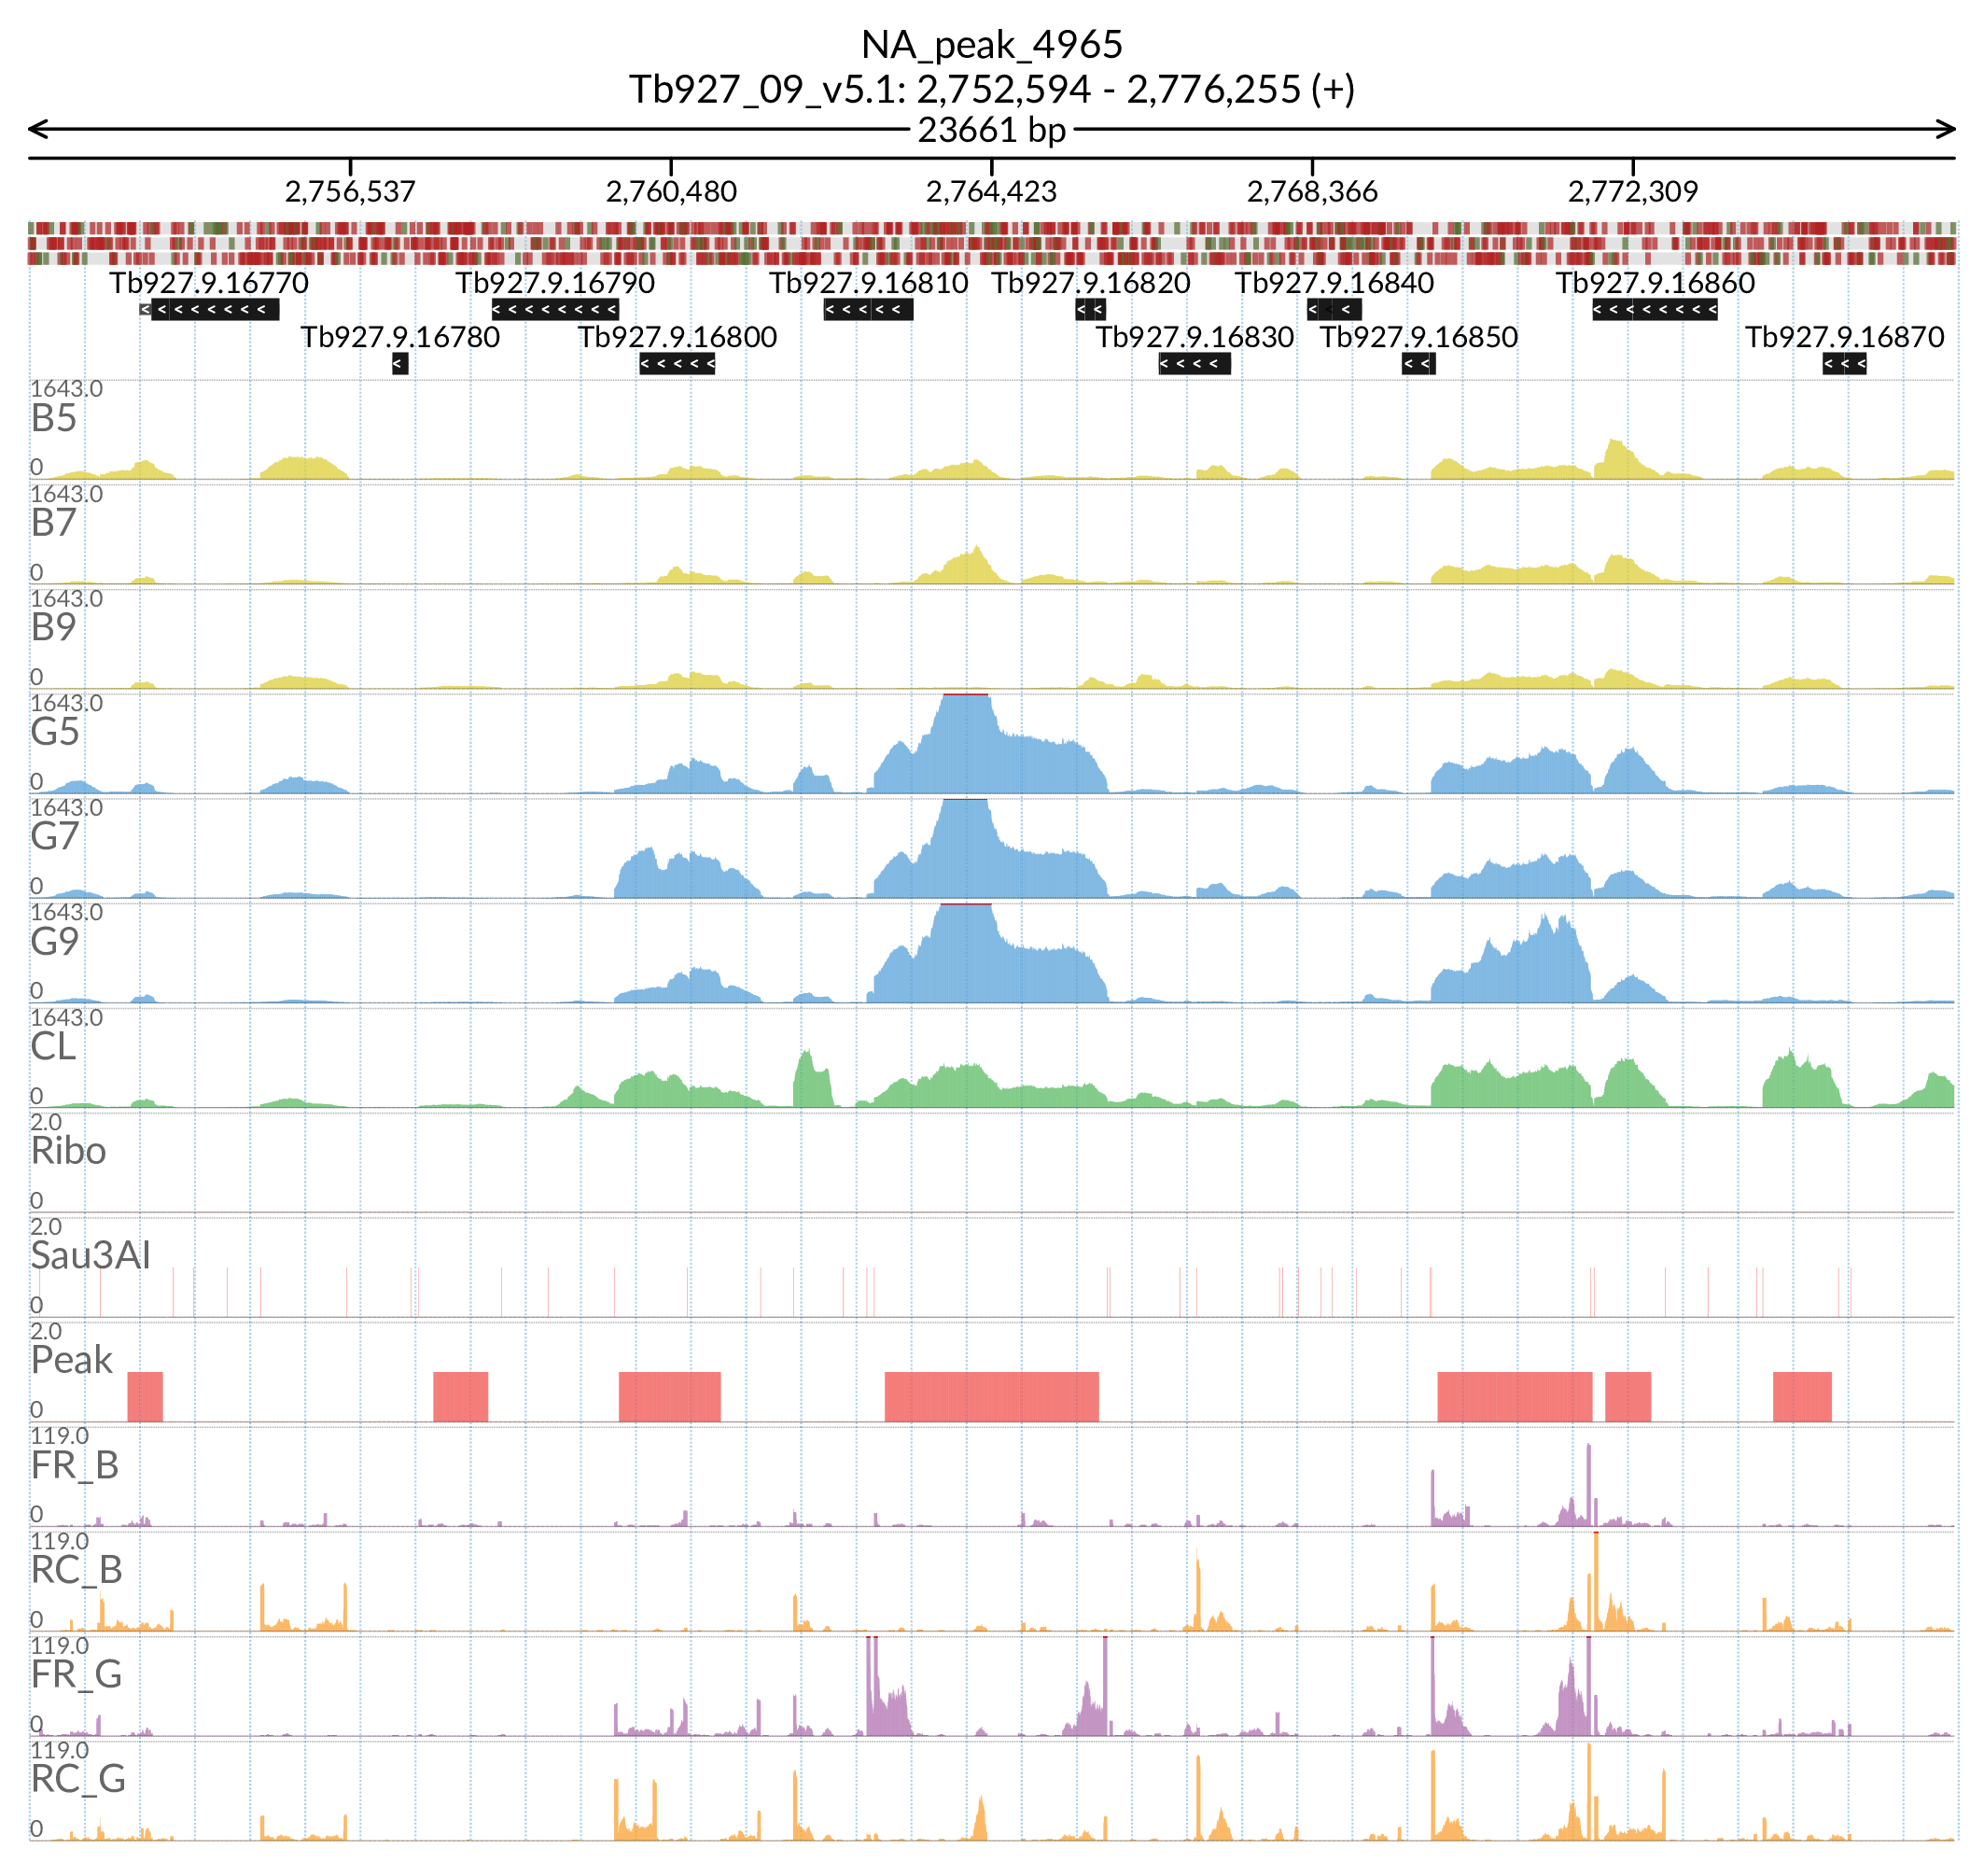 NA_peak_4965
Tb927_09_v5.1: 2,752,594 - 2,776,255 (+)
23661 bp
2,756,537 2,760,480 2,764,423 2,768,366 2,772,309
Tb927.9.16770 Tb927.9.16790 Tb927.9.16810 Tb927.9.16820 Tb927.9.16840 Tb927.9.16860
Tb927.9.16780 Tb927.9.16800 Tb927.9.16830 Tb927.9.16850 Tb927.9.16870
1643.0
B5
0
1643.0
B7
0
1643.0
B9
0
1643.0
G5
0
1643.0
G7
0
1643.0
G9
0
1643.0
CL
0
2.0
Ribo
0
2.0
Sau3AI
0
2.0
Peak
0
119.0
FR_B
0
119.0
RC_B
0
119.0
FR_G
0
119.0
RC_G
0